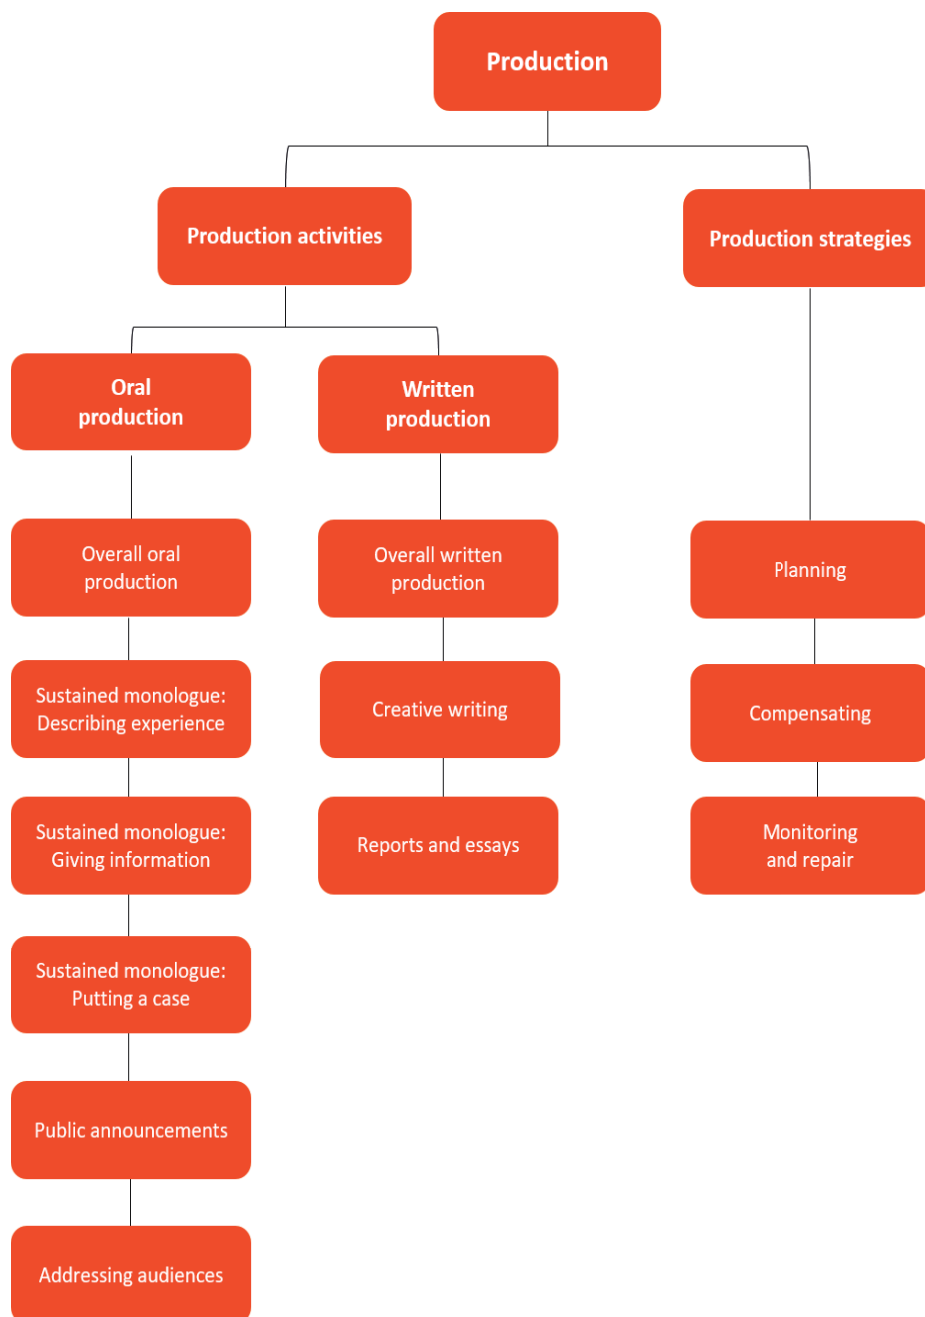 Production
Production activities
Production strategies
Oral
production
Written
production
Overall oral
production
Overall written
production
Planning
Sustained monologue:
Describing experience
Creative writing
Compensating
Sustained monologue:
Giving information
Reports and essays
Monitoring
and repair
Sustained monologue:
Putting a case
Public announcements
Addressing audiences